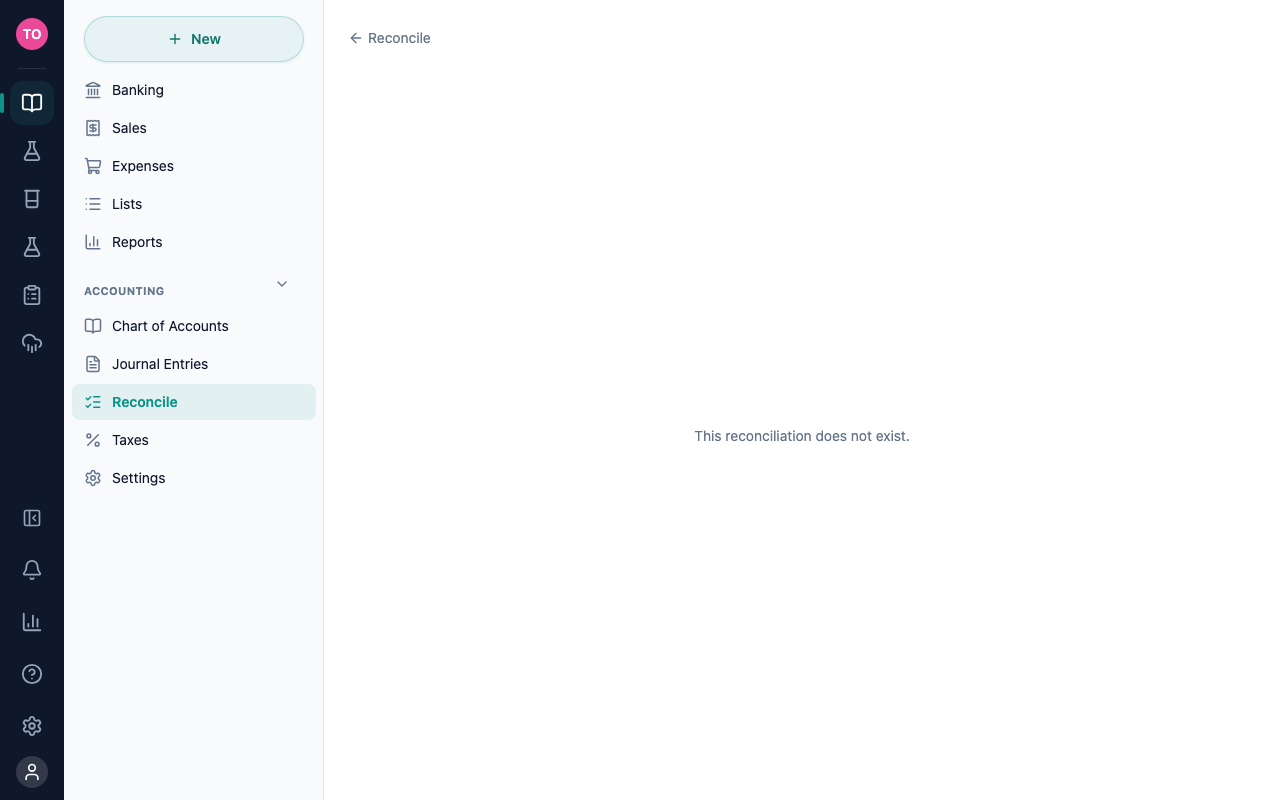 TO
New
Banking
Sales
Expenses
Lists
Reports
ACCOUNTING
Chart of Accounts
Journal Entries
Reconcile
Taxes
Settings
Reconcile
This reconciliation does not exist.